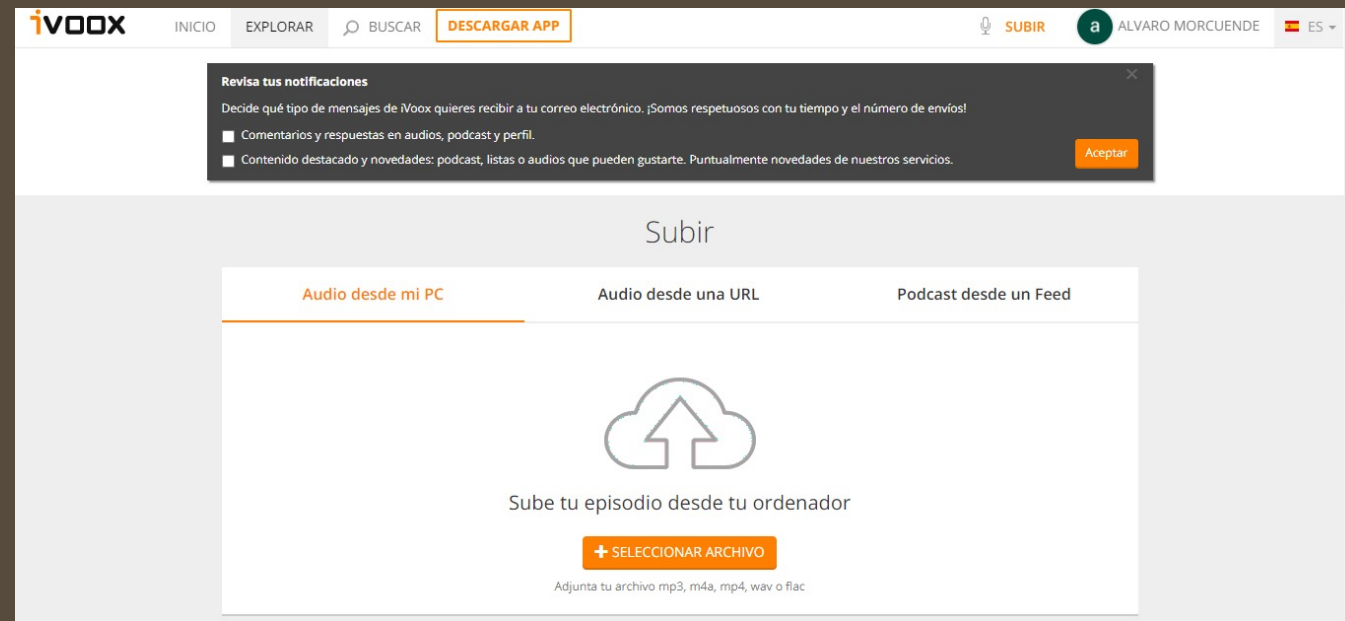 ivoox INICIO EXPLORAR BUSCAR DESCARGAR APP SUBIR a ALVARO MORCUENDE ES
Revisa tus notificaciones
Decide qué tipo de mensajes de iVoox quieres recibir a tu correo electrónico. ¡Somos respetuosos con tu tiempo y el número de envíos!
Comentarios y respuestas en audios, podcast y perfil.
Contenido destacado y novedades: podcast, listas o audios que pueden gustarte. Puntualmente novedades de nuestros servicios.
Aceptar
Subir
Audio desde mi PC Audio desde una URL Podcast desde un Feed
Sube tu episodio desde tu ordenador
+ SELECCIONAR ARCHIVO
Adjunta tu archivo mp3, m4a, mp4, wav o flac